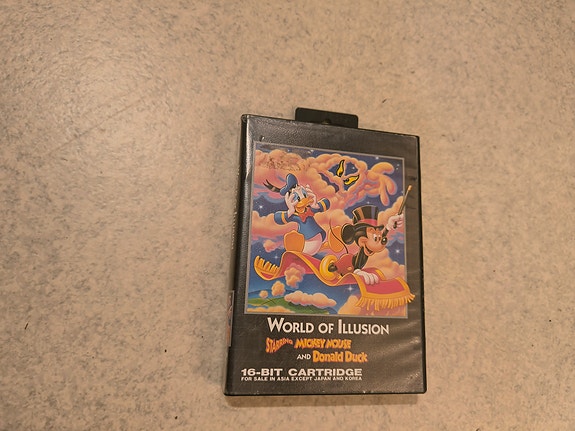 WORLD OF ILLUSION
STARRING MICKEY MOUSE
AND Donald Duck
16-BIT CARTRIDGE
FOR SALE IN ASIA EXCEPT JAPAN AND KOREA